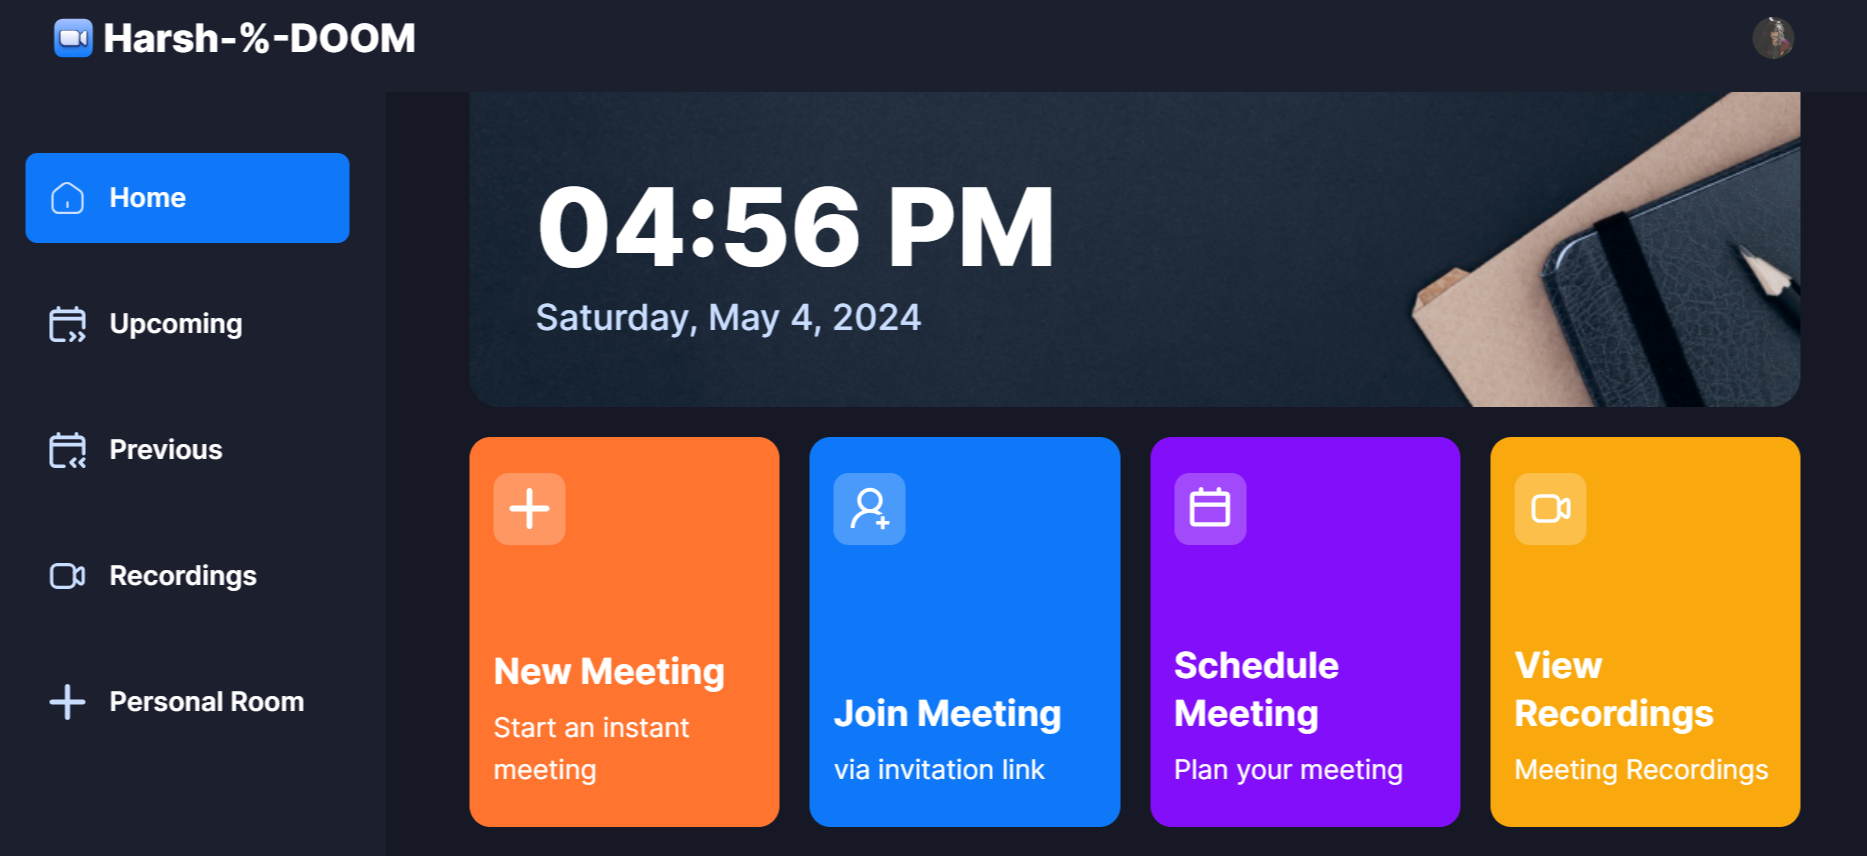 Harsh-%-DOOM
Home
Upcoming
Previous
Recordings
Personal Room
04:56 PM
Saturday, May 4, 2024
New Meeting
Start an instant
meeting
Join Meeting
via invitation link
Schedule
Meeting
Plan your meeting
View
Recordings
Meeting Recordings